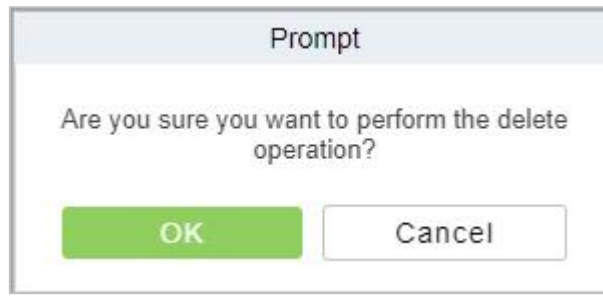 Prompt
Are you sure you want to perform the delete
operation?
OK
Cancel